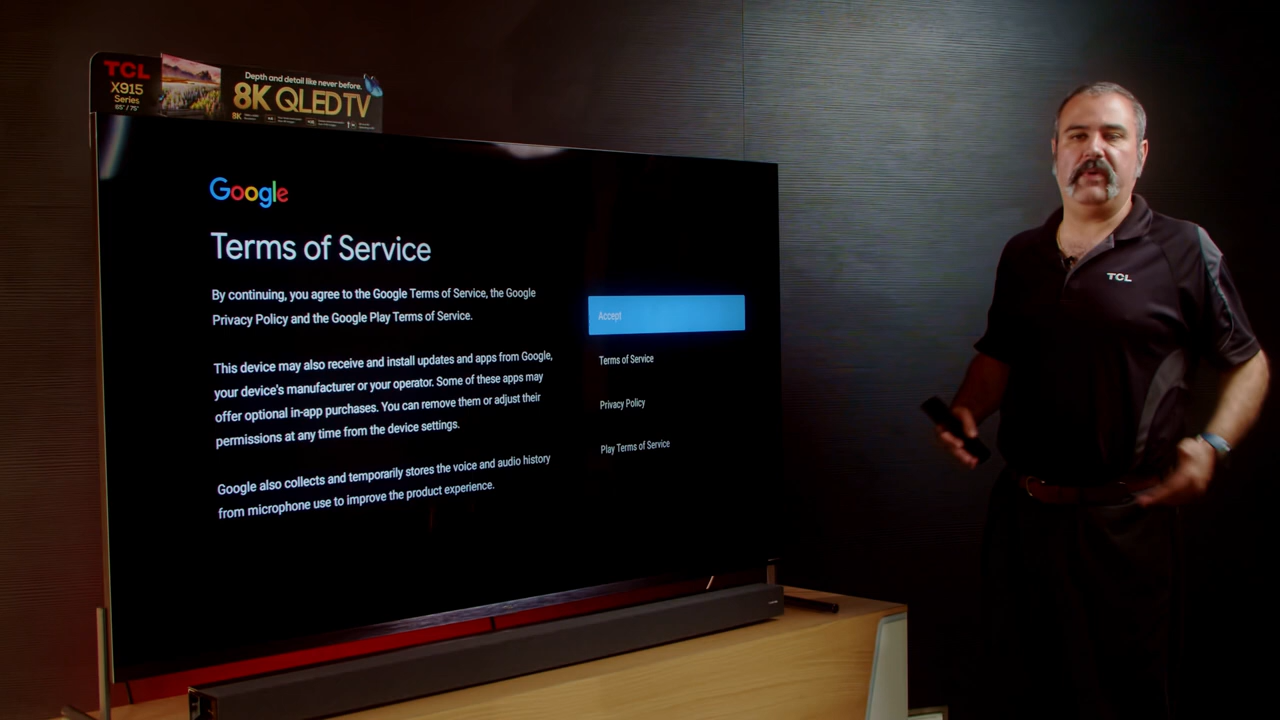 TCL
X915
Series
65" / 75"
Depth and detail like never before.
8K QLED TV
8K
Google
Terms of Service
By continuing, you agree to the Google Terms of Service, the Google
Privacy Policy and the Google Play Terms of Service.
This device may also receive and install updates and apps from Google,
your device's manufacturer or your operator. Some of these apps may
offer optional in-app purchases. You can remove them or adjust their
permissions at any time from the device settings.
Google also collects and temporarily stores the voice and audio history
from microphone use to improve the product experience.
Accept
Terms of Service
Privacy Policy
Play Terms of Service
TCL